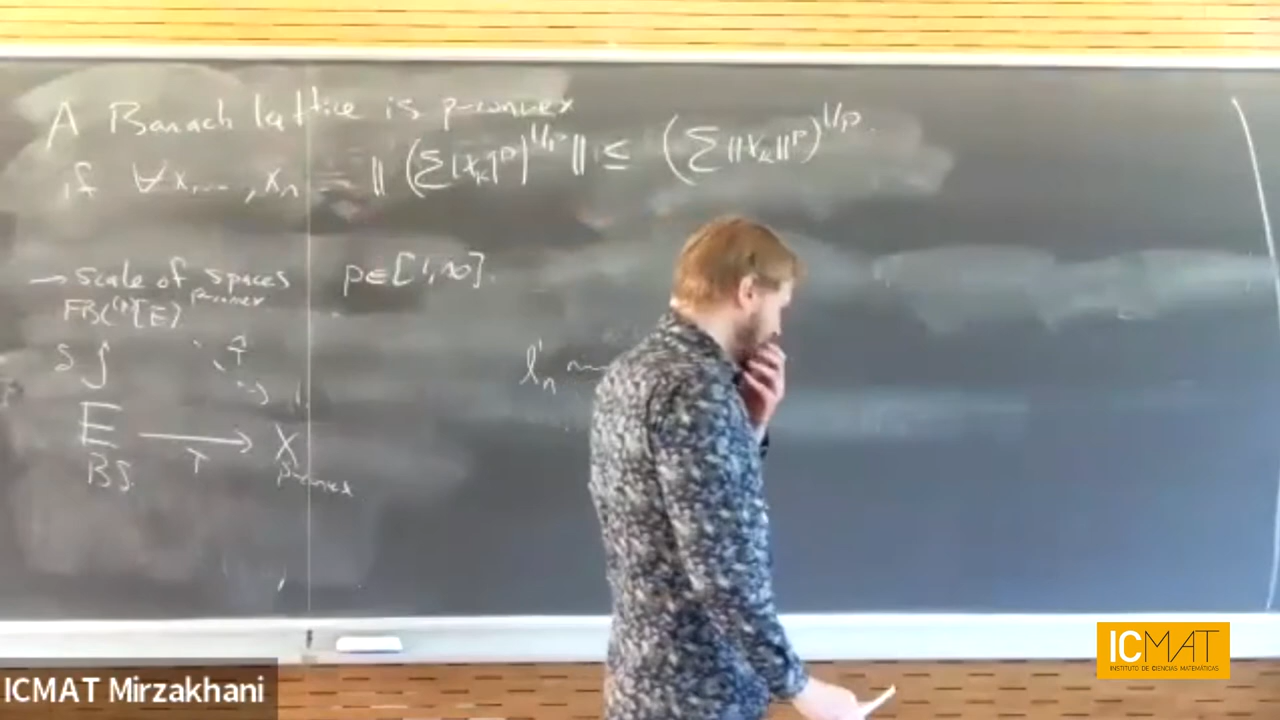 A Banach lattice is p-convex
if ∀x,...,xₙ ‖(∑|xₖ|ᵖ)^{1/p}‖ ≤ (∑‖xₖ‖ᵖ)^{1/p}.
→ scale of spaces p∈[1,∞].
FBL^{(p)}[E] p-convex
δ T̂
ℓ¹ₙ
E → X
T
BS. p-convex
ICMAT
INSTITUTO DE CIENCIAS MATEMÁTICAS
ICMAT Mirzakhani